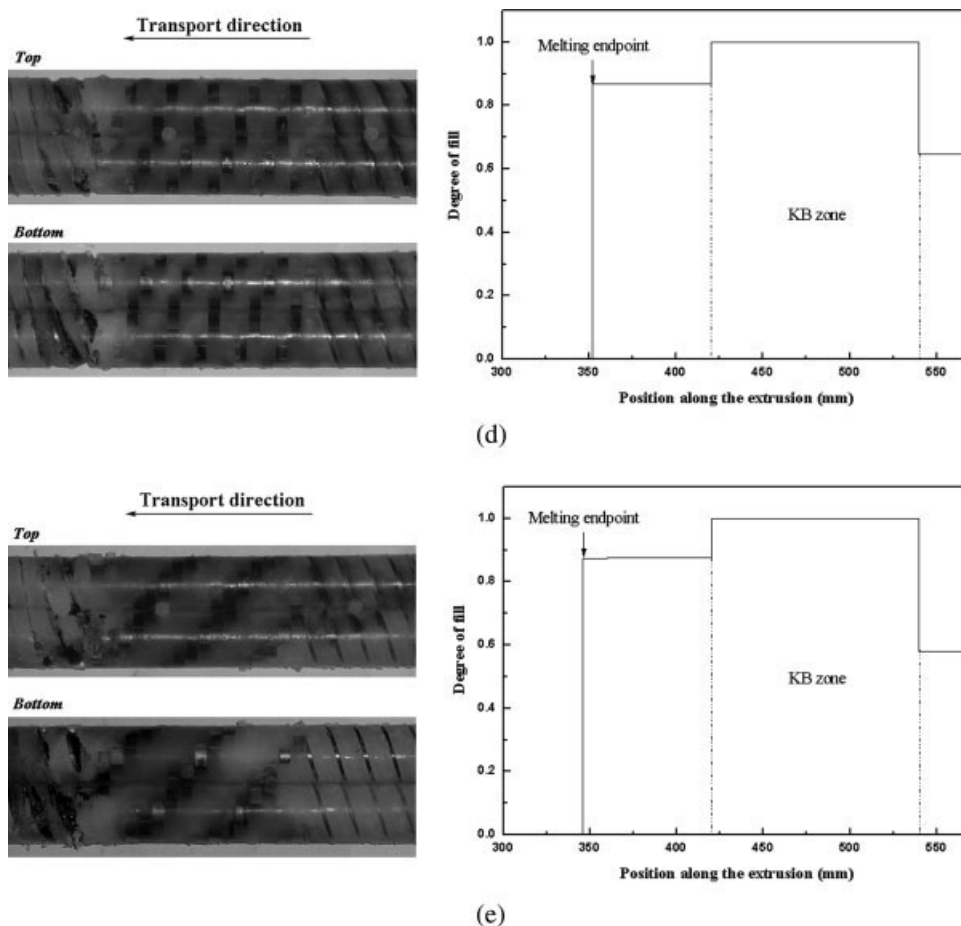 Transport direction
Top
Bottom
Melting endpoint
KB zone
Degree of fill
1.0
0.8
0.6
0.4
0.2
0.0
300
350
400
450
500
550
Position along the extrusion (mm)
(d)
Transport direction
Top
Bottom
Melting endpoint
KB zone
Degree of fill
1.0
0.8
0.6
0.4
0.2
0.0
300
350
400
450
500
550
Position along the extrusion (mm)
(e)